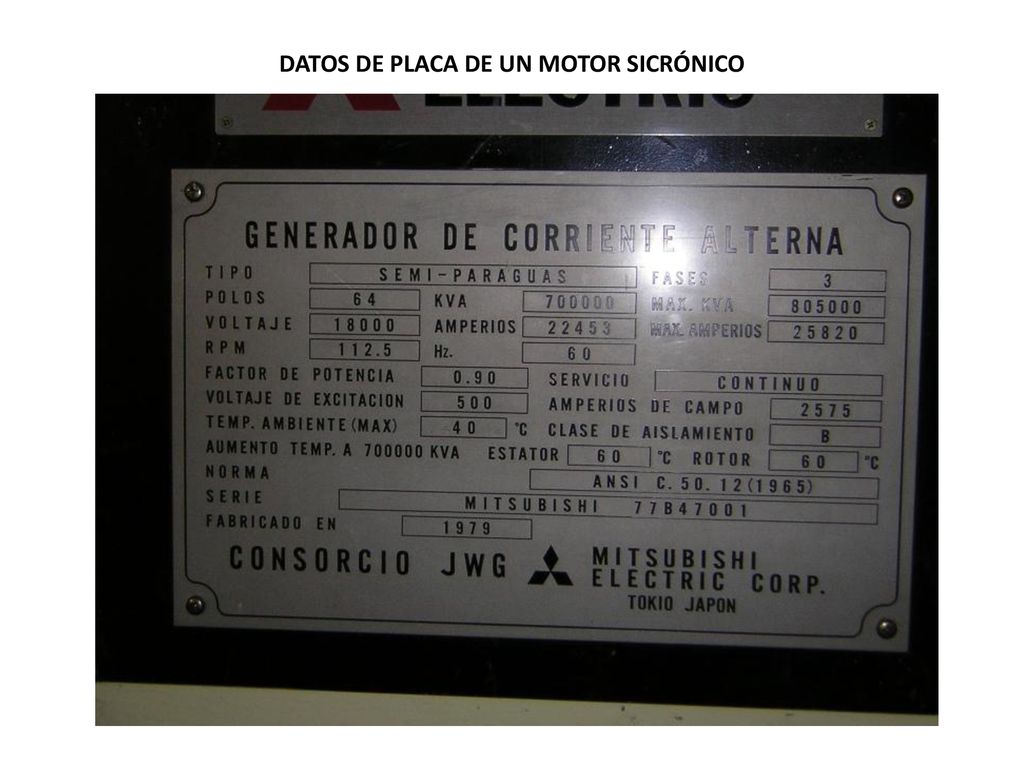 DATOS DE PLACA DE UN MOTOR SICRÓNICO
ELECTRIC
GENERADOR DE CORRIENTE ALTERNA
TIPO SEMI-PARAGUAS FASES 3
POLOS 64 KVA 700000 MAX. KVA 805000
VOLTAJE 18000 AMPERIOS 22453 MAX. AMPERIOS 25820
RPM 112.5 Hz. 60
FACTOR DE POTENCIA 0.90 SERVICIO CONTINUO
VOLTAJE DE EXCITACION 500 AMPERIOS DE CAMPO 2575
TEMP. AMBIENTE (MAX) 40 °C CLASE DE AISLAMIENTO B
AUMENTO TEMP. A 700000 KVA ESTATOR 60 °C ROTOR 60 °C
NORMA ANSI C.50.12(1965)
SERIE MITSUBISHI 77B47001
FABRICADO EN 1979
CONSORCIO JWG MITSUBISHI
ELECTRIC CORP.
TOKIO JAPON